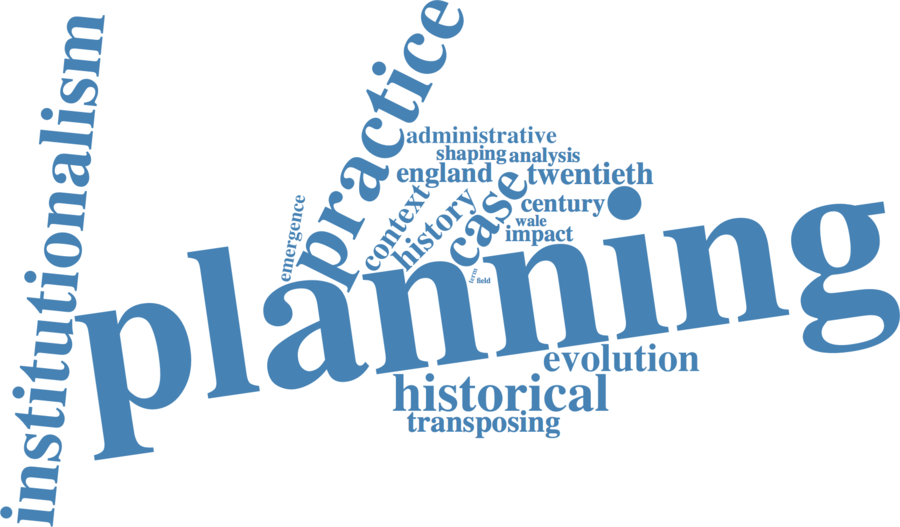 institutionalism
practice
administrative
shaping
analysis
england
twentieth
case
context
history
century
wale
impact
emergence
term
field
planning
evolution
historical
transposing